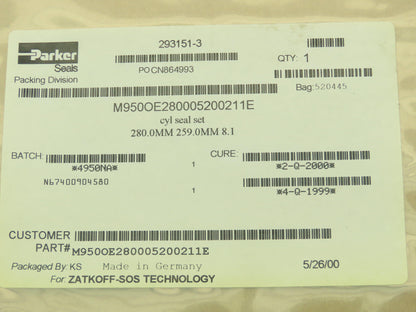 Parker
Seals
Packing Division
293151-3
PO CN864993
QTY: 1
Bag: 520445
M950OE280005200211E
cyl seal set
280.0MM 259.0MM 8.1
BATCH:
*4950NA*
N67400904580
1
1
CURE:
*2-Q-2000*
*4-Q-1999*
CUSTOMER
PART# M950OE280005200211E
Packaged By: KS Made in Germany 5/26/00
For: ZATKOFF-SOS TECHNOLOGY